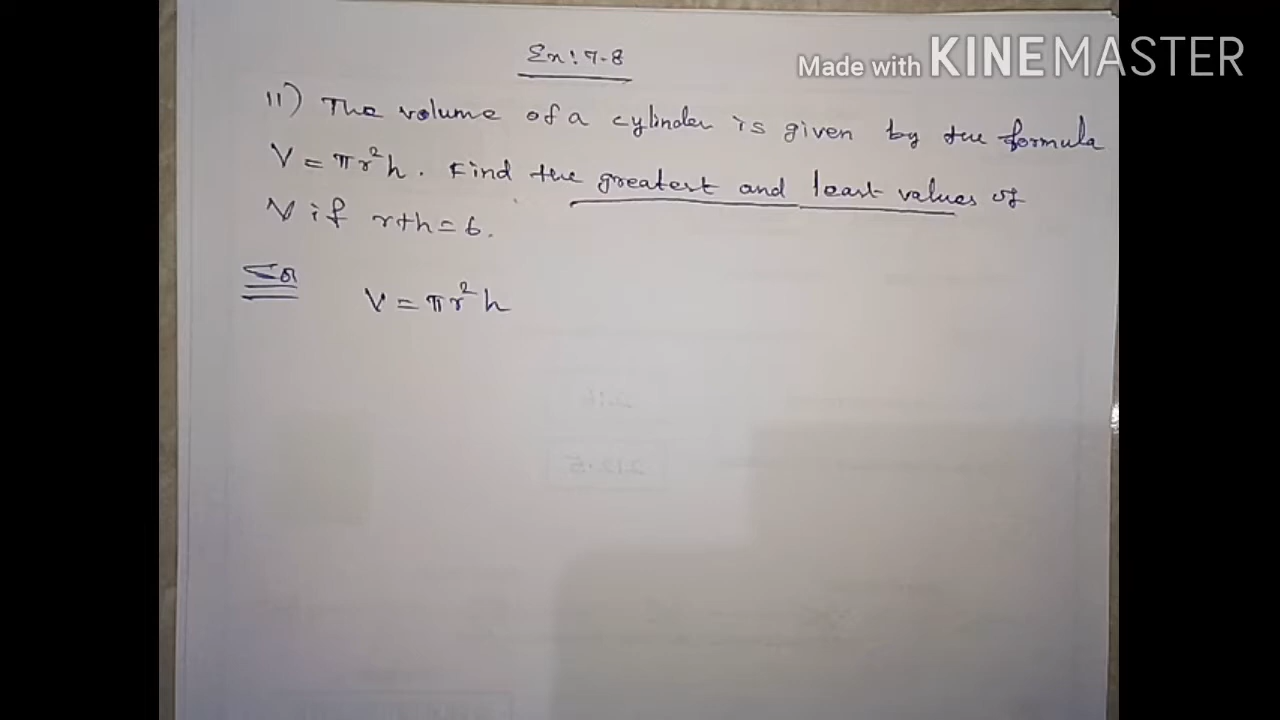 Ex: 7.8
Made with KINEMASTER
11) The volume of a cylinder is given by the formula
V = πr²h. Find the greatest and least values of
V if r+h=6.
Sol
V = πr²h